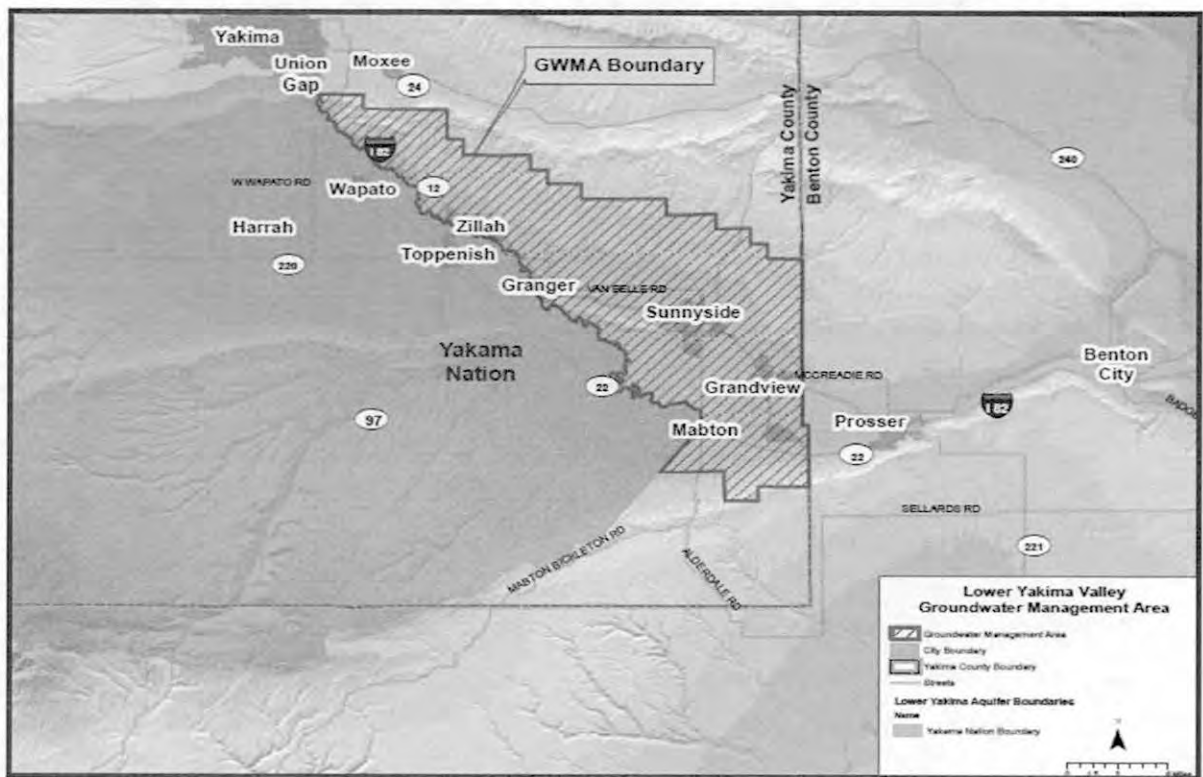 Yakima
Union
Gap
Moxee
24
GWMA Boundary
Yakima County
Benton County
240
I 82
W WAPATO RD
Wapato
12
Harrah
Zillah
220
Toppenish
Granger
VAN BELLE RD
Sunnyside
Yakama
Nation
22
Grandview
MCCREADIE RD
Benton
City
I 82
97
Mabton
Prosser
22
SELLARDS RD
MABTON BICKLETON RD
ALDERDALE RD
221
Lower Yakima Valley
Groundwater Management Area
Groundwater Management Area
City Boundary
Yakima County Boundary
Streets
Lower Yakima Aquifer Boundaries
Name
Yakama Nation Boundary